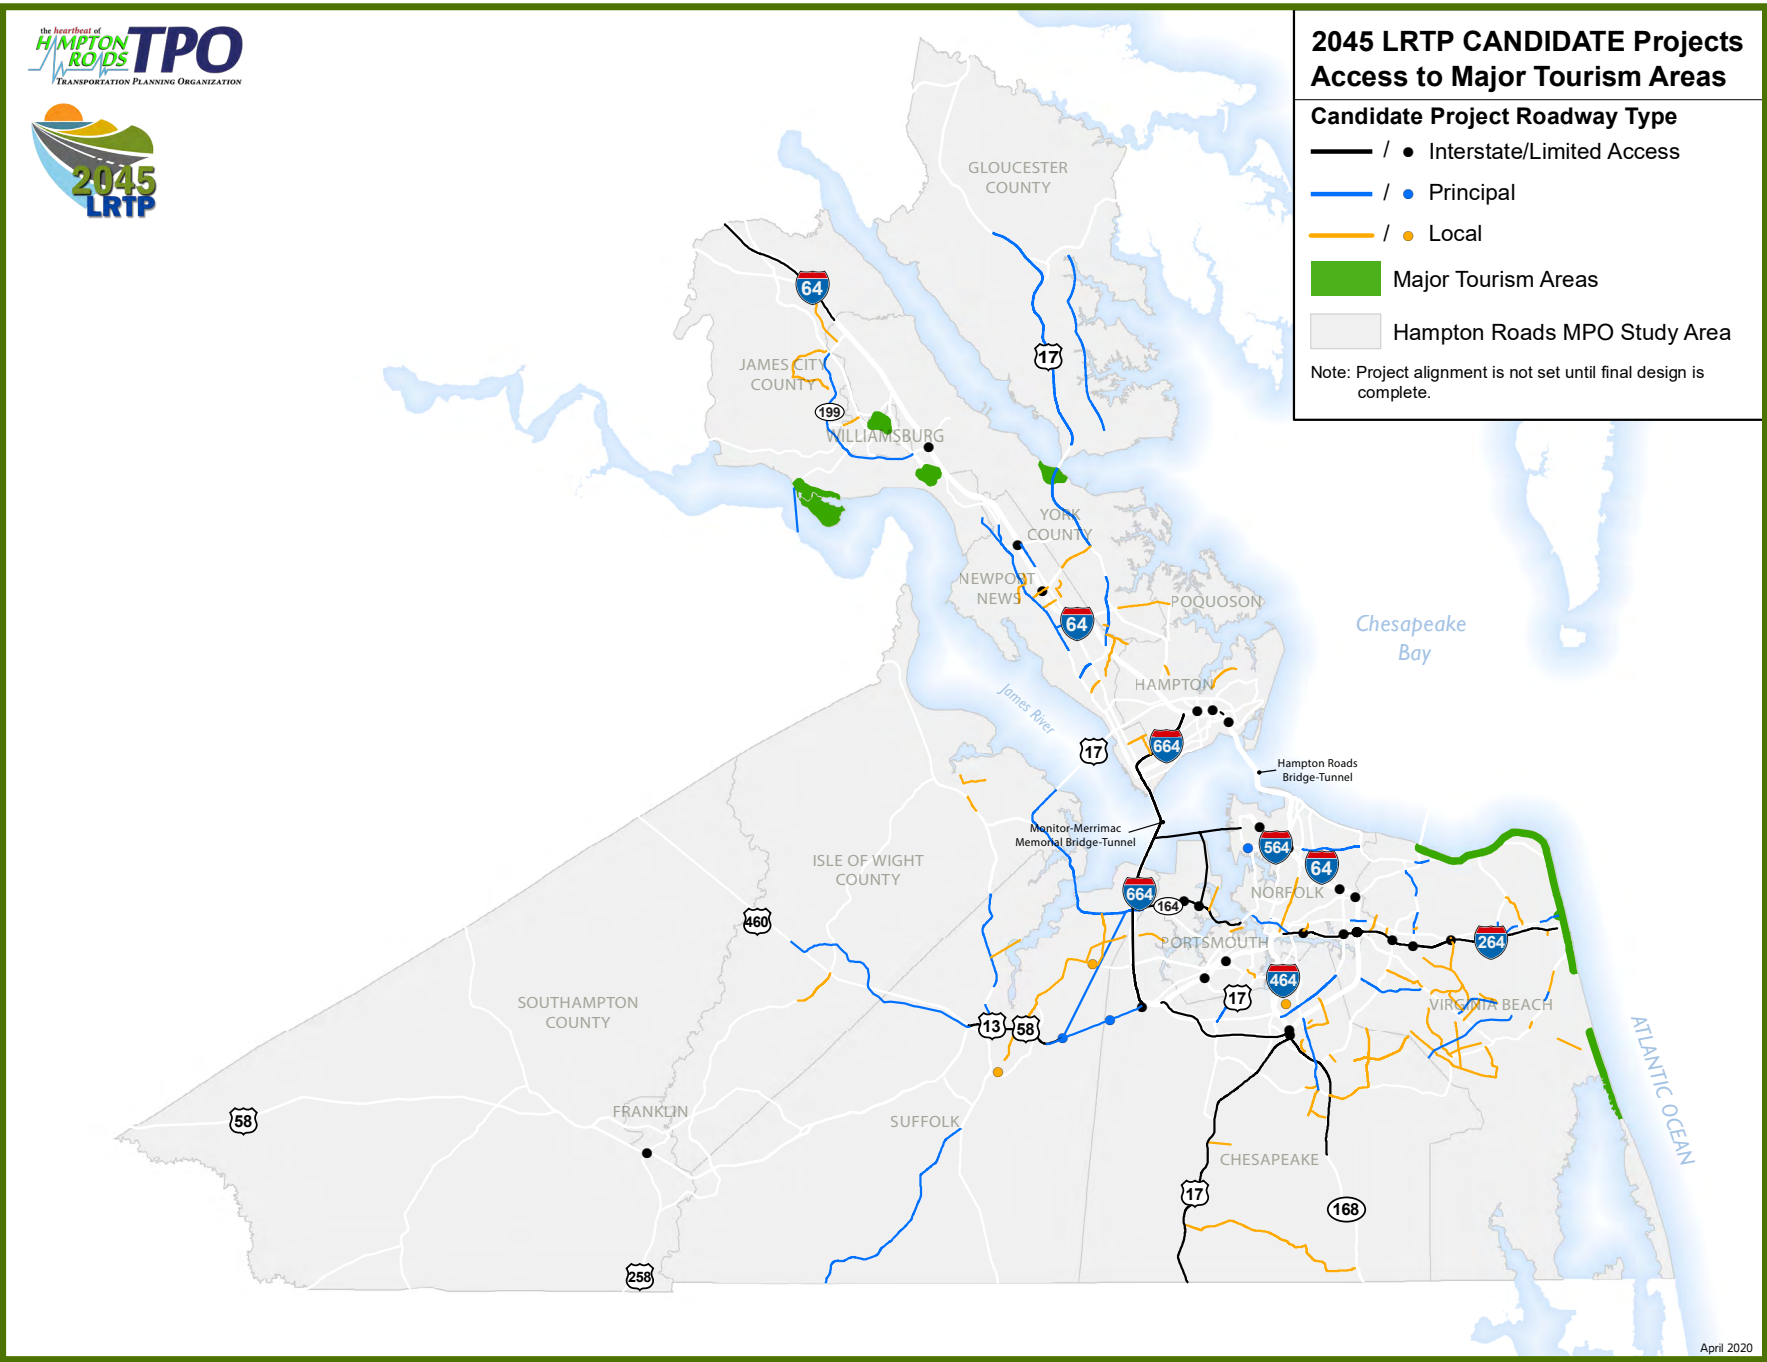 the heartbeat of
HAMPTON
ROADS
TPO
TRANSPORTATION PLANNING ORGANIZATION
2045
LRTP
2045 LRTP CANDIDATE Projects
Access to Major Tourism Areas
Candidate Project Roadway Type
/ Interstate/Limited Access
/ Principal
/ Local
Major Tourism Areas
Hampton Roads MPO Study Area
Note: Project alignment is not set until final design is
complete.
GLOUCESTER
COUNTY
64
17
JAMES CITY
COUNTY
199
WILLIAMSBURG
YORK
COUNTY
NEWPORT
NEWS
64
POQUOSON
Chesapeake
Bay
HAMPTON
James River
17
664
Hampton Roads
Bridge-Tunnel
Monitor-Merrimac
Memorial Bridge-Tunnel
564
64
ISLE OF WIGHT
COUNTY
664
164
NORFOLK
460
PORTSMOUTH
264
464
17
SOUTHAMPTON
COUNTY
VIRGINIA BEACH
13
58
ATLANTIC OCEAN
FRANKLIN
58
SUFFOLK
CHESAPEAKE
17
168
258
April 2020